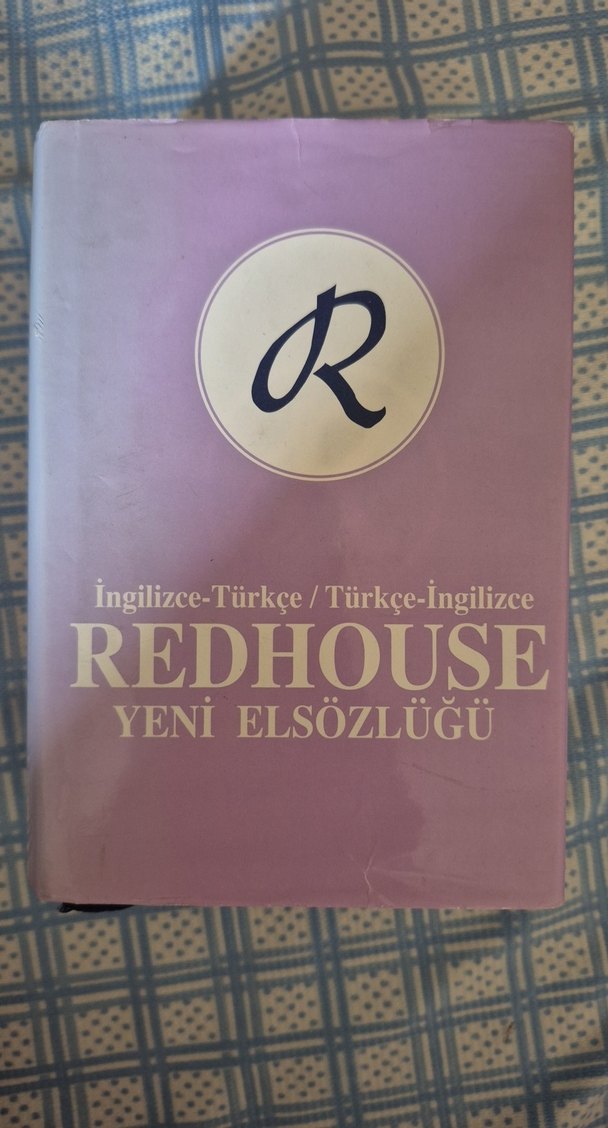 R
İngilizce-Türkçe / Türkçe-İngilizce
REDHOUSE
YENİ ELSÖZLÜĞÜ